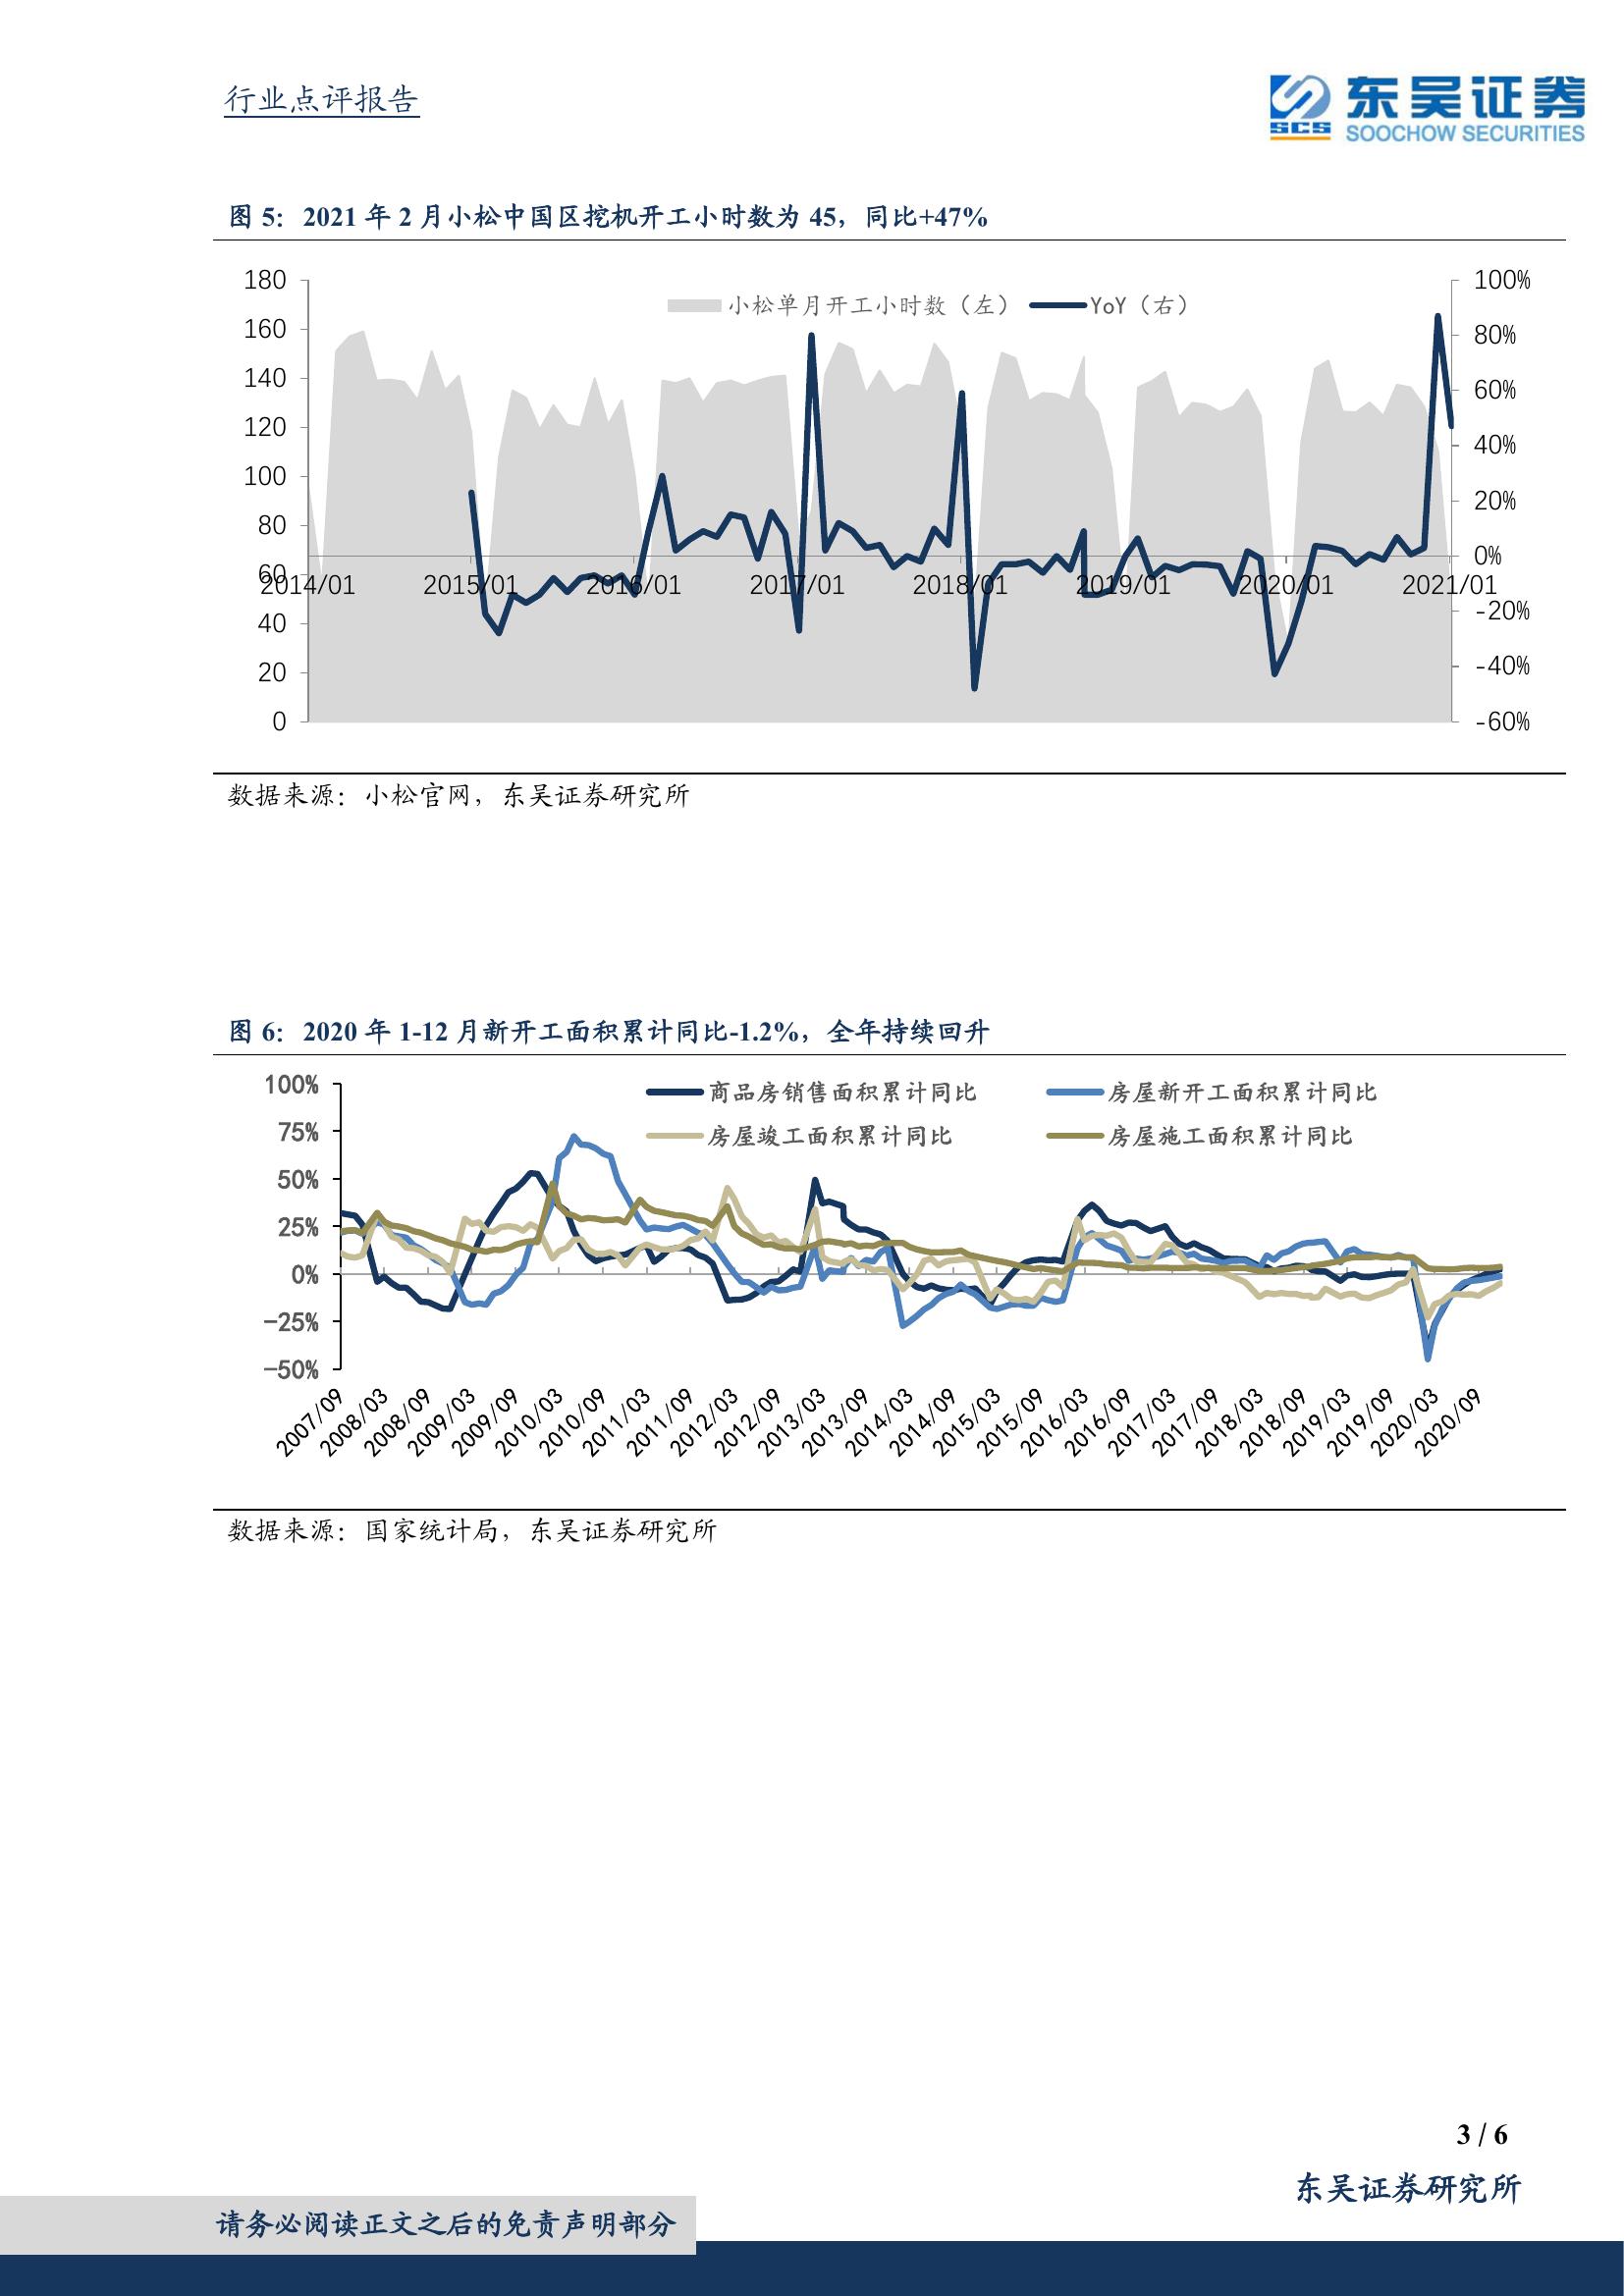 行业点评报告
SCS 东吴证券
SOOCHOW SECURITIES
图 5：2021 年 2 月小松中国区挖机开工小时数为 45，同比+47%
小松单月开工小时数（左） YoY（右）
180
160
140
120
100
80
60
40
20
0
100%
80%
60%
40%
20%
0%
-20%
-40%
-60%
2014/01 2015/01 2016/01 2017/01 2018/01 2019/01 2020/01 2021/01
数据来源：小松官网，东吴证券研究所
图 6：2020 年 1-12 月新开工面积累计同比-1.2%，全年持续回升
商品房销售面积累计同比 房屋新开工面积累计同比
房屋竣工面积累计同比 房屋施工面积累计同比
100%
75%
50%
25%
0%
-25%
-50%
2007/09 2008/03 2008/09 2009/03 2009/09 2010/03 2010/09 2011/03 2011/09 2012/03 2012/09 2013/03 2013/09 2014/03 2014/09 2015/03 2015/09 2016/03 2016/09 2017/03 2017/09 2018/03 2018/09 2019/03 2019/09 2020/03 2020/09
数据来源：国家统计局，东吴证券研究所
3 / 6
东吴证券研究所
请务必阅读正文之后的免责声明部分